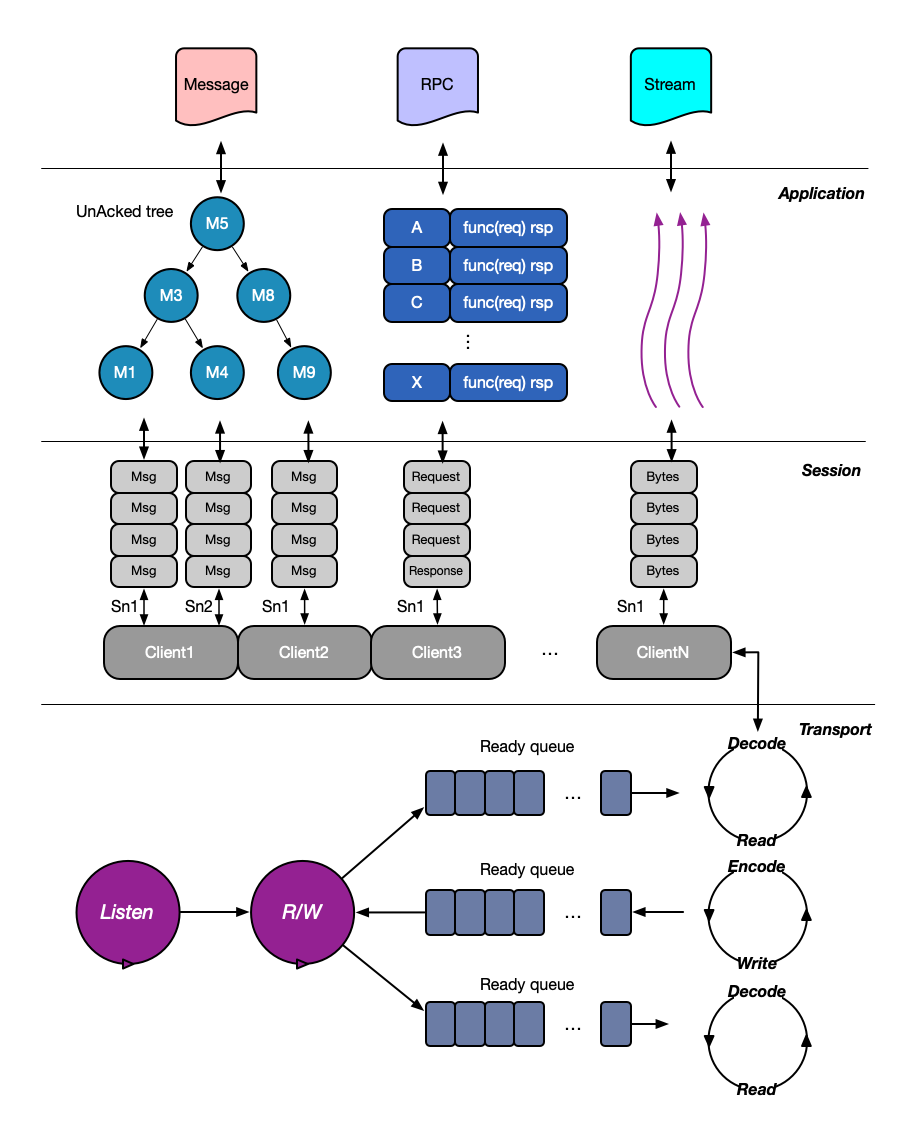 Message
RPC
Stream
Application
UnAcked tree
M5
M3
M8
M1
M4
M9
A func(req) rsp
B func(req) rsp
C func(req) rsp
⋮
X func(req) rsp
Session
Msg Msg Msg Request Bytes
Msg Msg Msg Request Bytes
Msg Msg Msg Request Bytes
Msg Msg Msg Response Bytes
Sn1 Sn2 Sn1 Sn1 Sn1
Client1 Client2 Client3 ... ClientN
Transport
Ready queue
...
Decode
Read
Listen
R/W
Ready queue
...
Encode
Write
Ready queue
...
Decode
Read